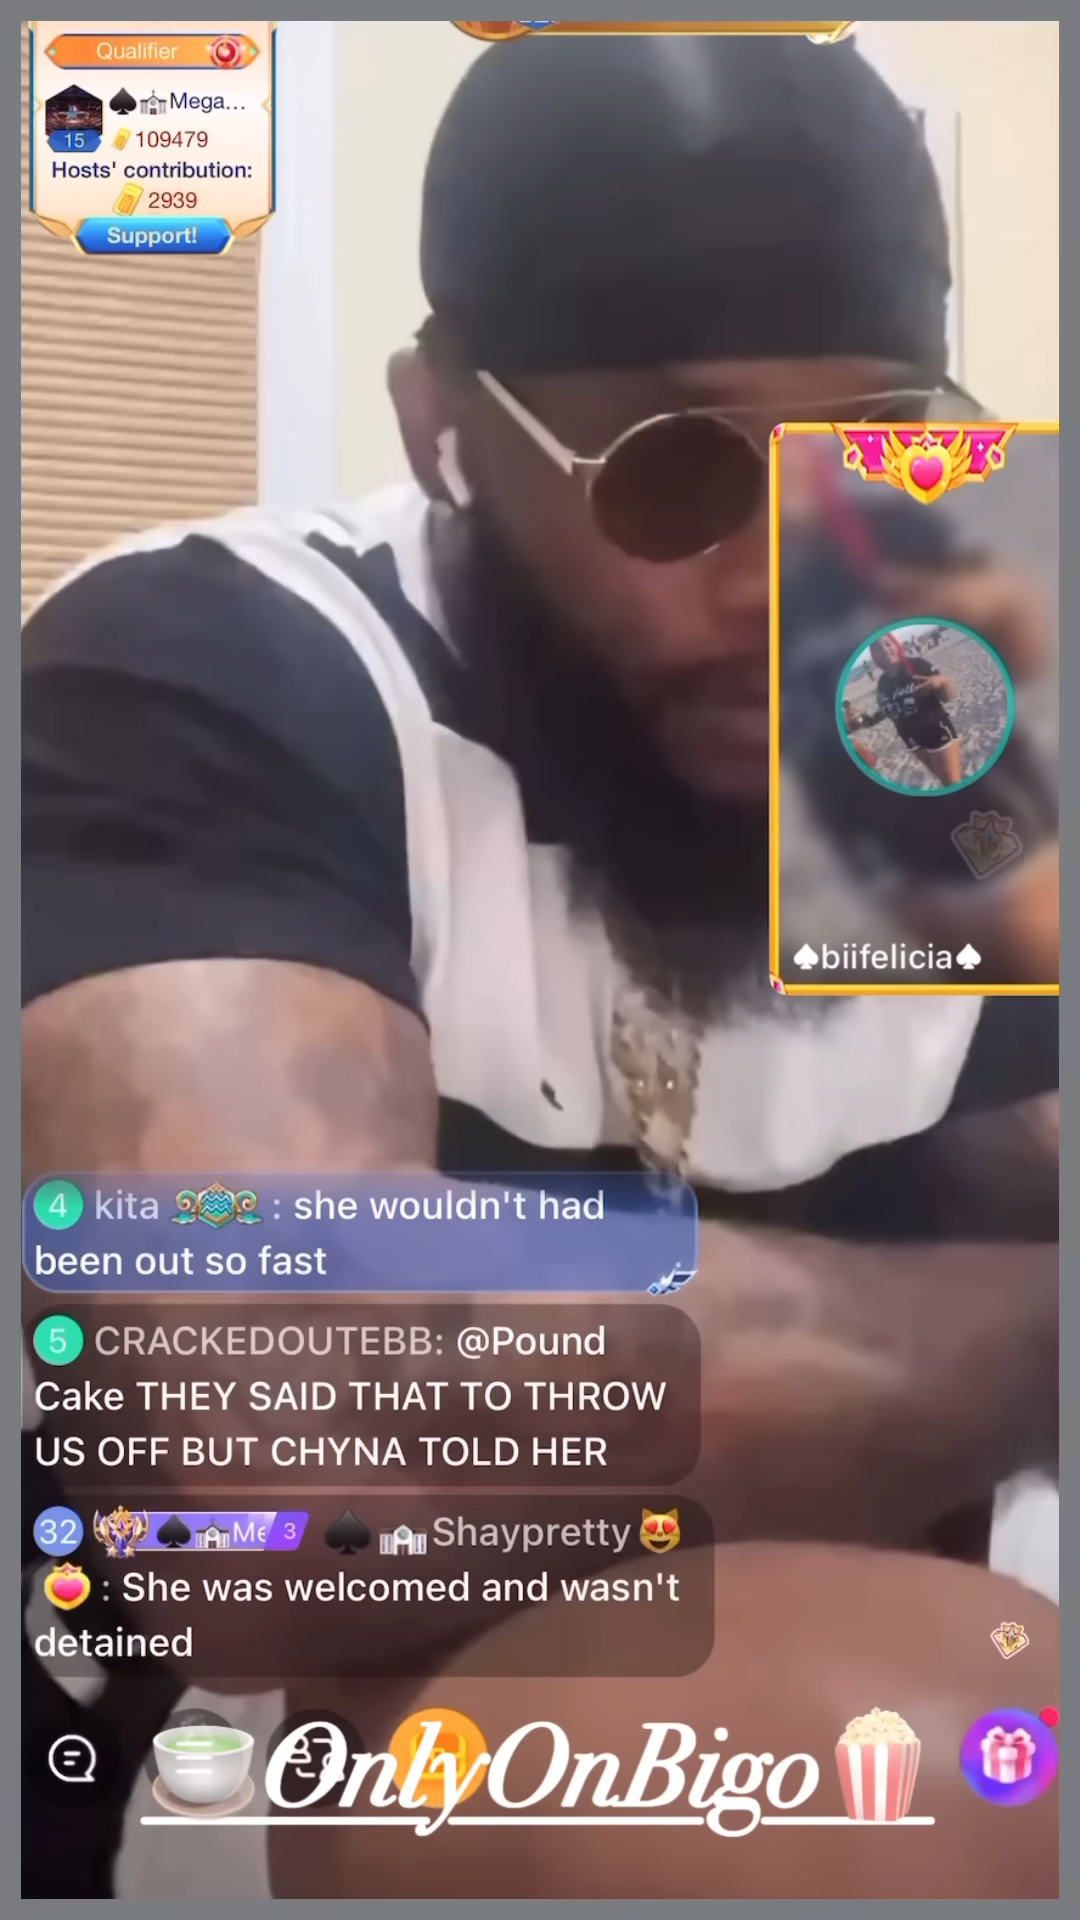 Qualifier
♠️⛪Mega...
15
109479
Hosts' contribution:
2939
Support!
♠biifelicia♠
4 kita : she wouldn't had
been out so fast
5 CRACKEDOUTEBB: @Pound
Cake THEY SAID THAT TO THROW
US OFF BUT CHYNA TOLD HER
32 ♠️⛪Me 3 ♠️⛪Shaypretty😻
: She was welcomed and wasn't
detained
🍵OnlyOnBigo🍿